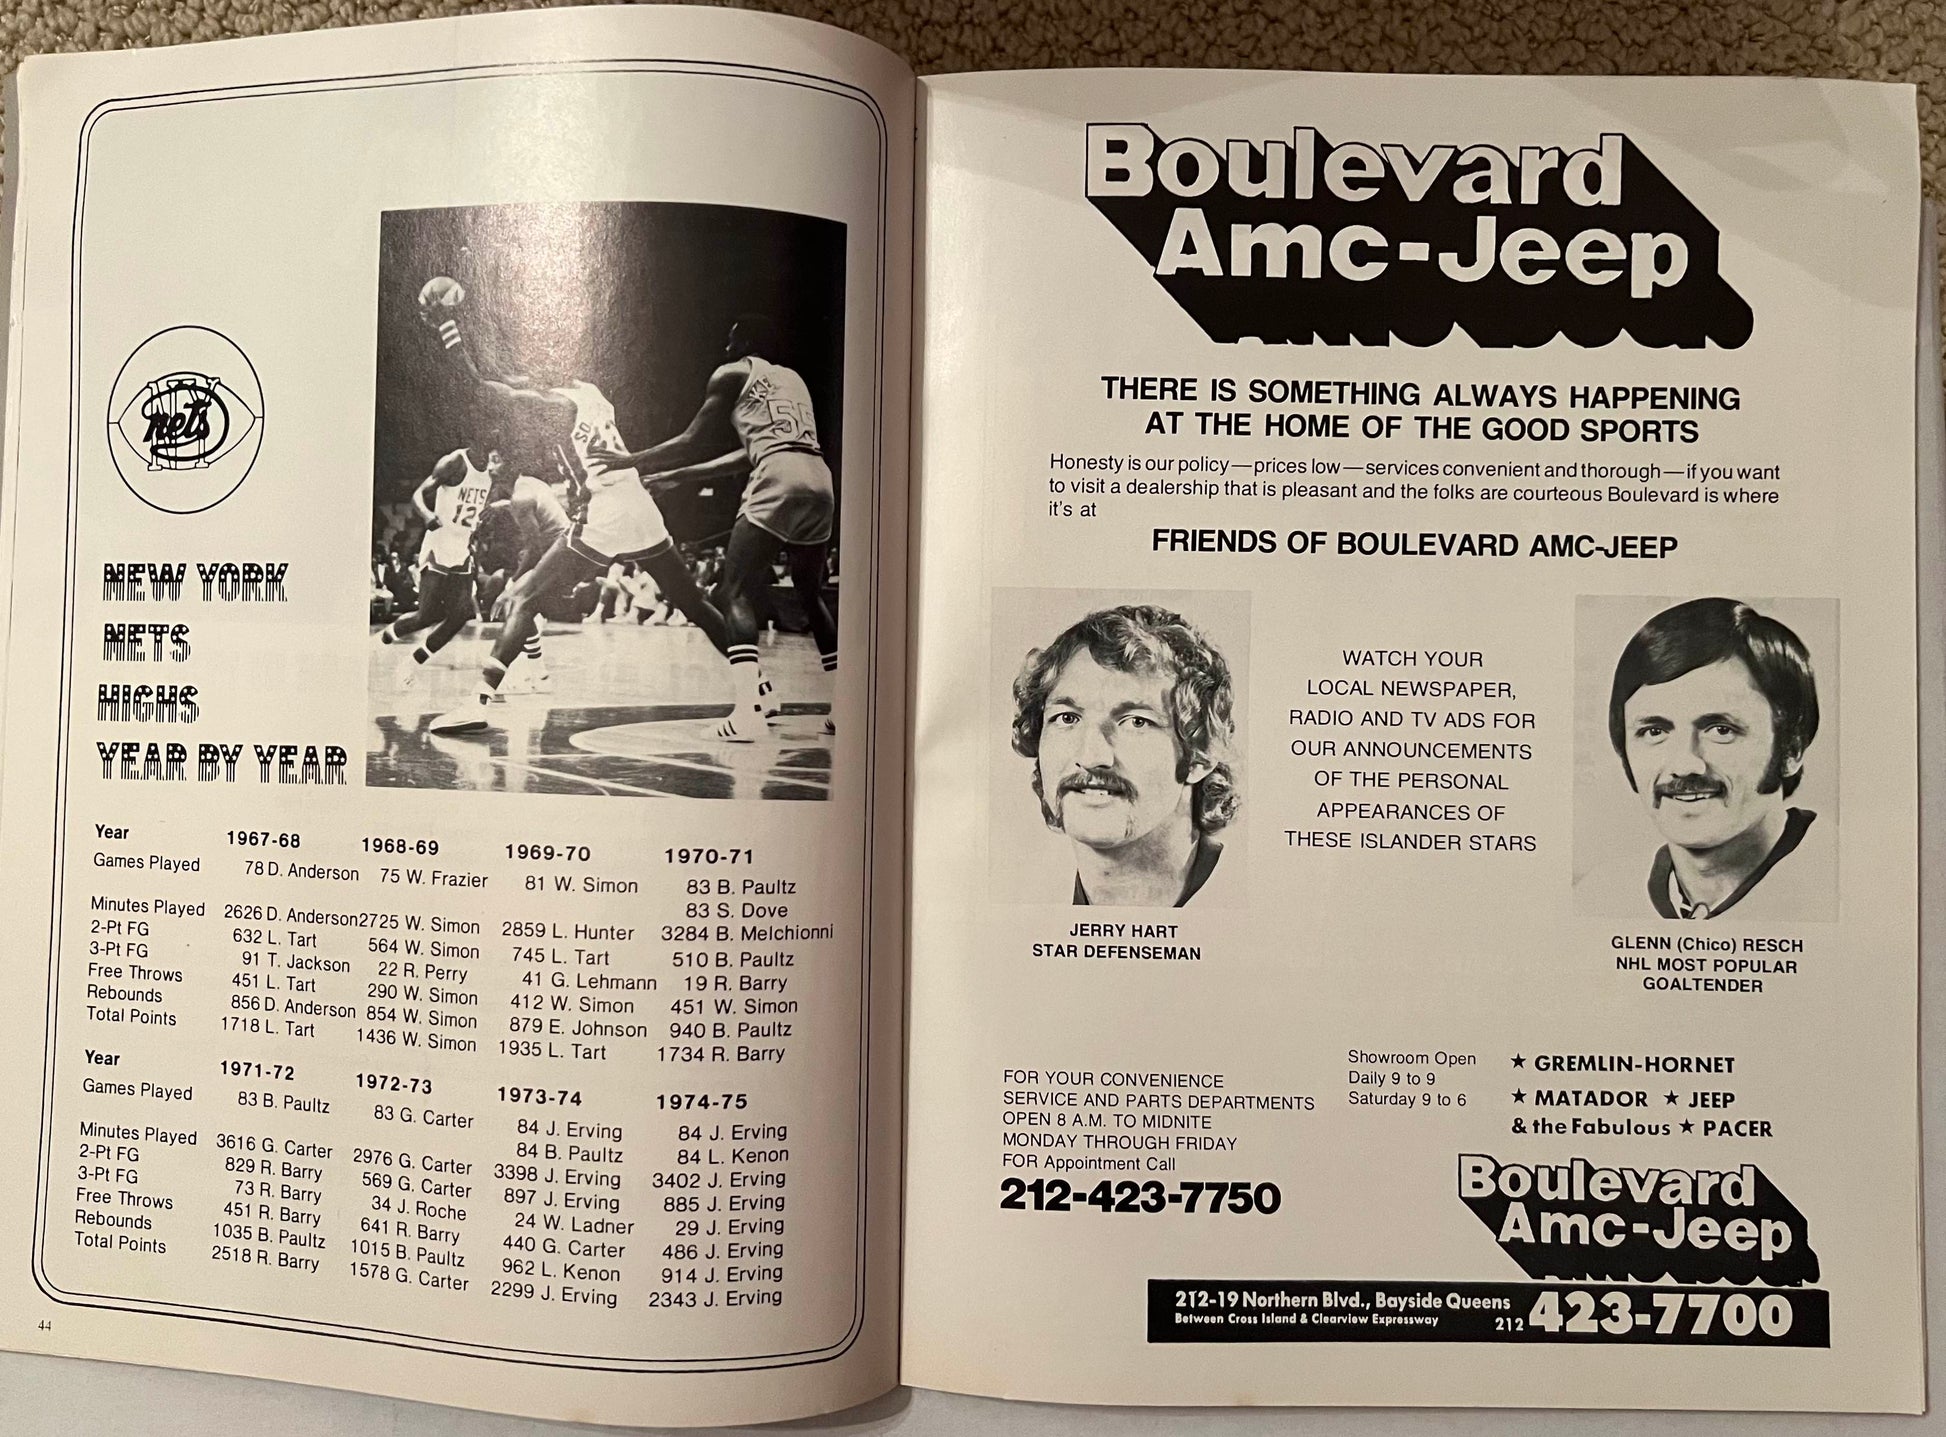 NY
nets
NETS
12
SO
55
NEW YORK
NETS
HIGHS
YEAR BY YEAR
Year 1967-68 1968-69 1969-70 1970-71
Games Played 78 D. Anderson 75 W. Frazier 81 W. Simon 83 B. Paultz
83 S. Dove
Minutes Played 2626 D. Anderson 2725 W. Simon 2859 L. Hunter 3284 B. Melchionni
2-Pt FG 632 L. Tart 564 W. Simon 745 L. Tart 510 B. Paultz
3-Pt FG 91 T. Jackson 22 R. Perry 41 G. Lehmann 19 R. Barry
Free Throws 451 L. Tart 290 W. Simon 412 W. Simon 451 W. Simon
Rebounds 856 D. Anderson 854 W. Simon 879 E. Johnson 940 B. Paultz
Total Points 1718 L. Tart 1436 W. Simon 1935 L. Tart 1734 R. Barry
Year 1971-72 1972-73 1973-74 1974-75
Games Played 83 B. Paultz 83 G. Carter 84 J. Erving 84 J. Erving
84 B. Paultz 84 L. Kenon
Minutes Played 3616 G. Carter 2976 G. Carter 3398 J. Erving 3402 J. Erving
2-Pt FG 829 R. Barry 569 G. Carter 897 J. Erving 885 J. Erving
3-Pt FG 73 R. Barry 34 J. Roche 24 W. Ladner 29 J. Erving
Free Throws 451 R. Barry 641 R. Barry 440 G. Carter 486 J. Erving
Rebounds 1035 B. Paultz 1015 B. Paultz 962 L. Kenon 914 J. Erving
Total Points 2518 R. Barry 1578 G. Carter 2299 J. Erving 2343 J. Erving
44
Boulevard
Amc-Jeep
THERE IS SOMETHING ALWAYS HAPPENING
AT THE HOME OF THE GOOD SPORTS
Honesty is our policy—prices low—services convenient and thorough—if you want
to visit a dealership that is pleasant and the folks are courteous Boulevard is where
it's at
FRIENDS OF BOULEVARD AMC-JEEP
WATCH YOUR
LOCAL NEWSPAPER,
RADIO AND TV ADS FOR
OUR ANNOUNCEMENTS
OF THE PERSONAL
APPEARANCES OF
THESE ISLANDER STARS
JERRY HART
STAR DEFENSEMAN
GLENN (Chico) RESCH
NHL MOST POPULAR
GOALTENDER
FOR YOUR CONVENIENCE
SERVICE AND PARTS DEPARTMENTS
OPEN 8 A.M. TO MIDNITE
MONDAY THROUGH FRIDAY
FOR Appointment Call
212-423-7750
Showroom Open
Daily 9 to 9
Saturday 9 to 6
★ GREMLIN-HORNET
★ MATADOR ★ JEEP
& the Fabulous ★ PACER
Boulevard
Amc-Jeep
212-19 Northern Blvd., Bayside Queens
Between Cross Island & Clearview Expressway
212 423-7700